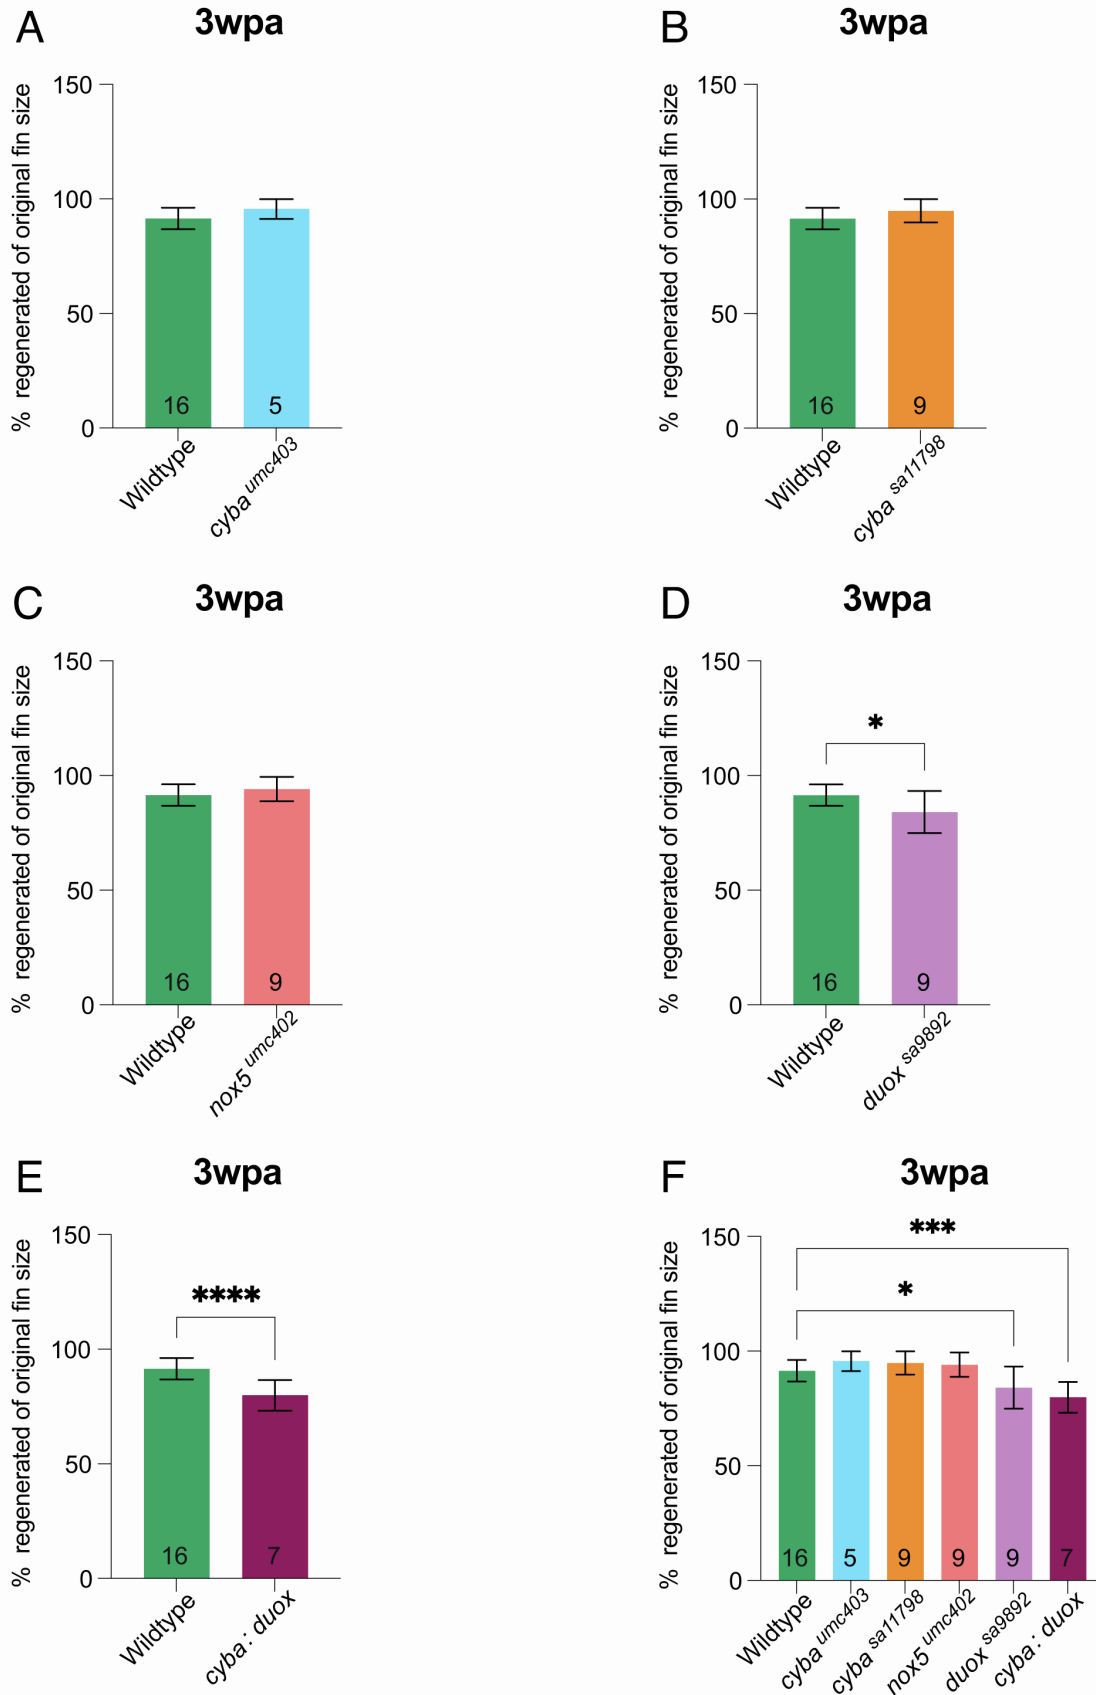 A
3wpa
% regenerated of original fin size
150
100
50
0
16
5
Wildtype
cyba umc403
B
3wpa
% regenerated of original fin size
150
100
50
0
16
9
Wildtype
cyba sa11798
C
3wpa
% regenerated of original fin size
150
100
50
0
16
9
Wildtype
nox5 umc402
D
3wpa
% regenerated of original fin size
150
100
50
0
*
16
9
Wildtype
duox sa9892
E
3wpa
% regenerated of original fin size
150
100
50
0
****
16
7
Wildtype
cyba : duox
F
3wpa
% regenerated of original fin size
150
100
50
0
***
*
16
5
9
9
9
7
Wildtype
cyba umc403
cyba sa11798
nox5 umc402
duox sa9892
cyba : duox